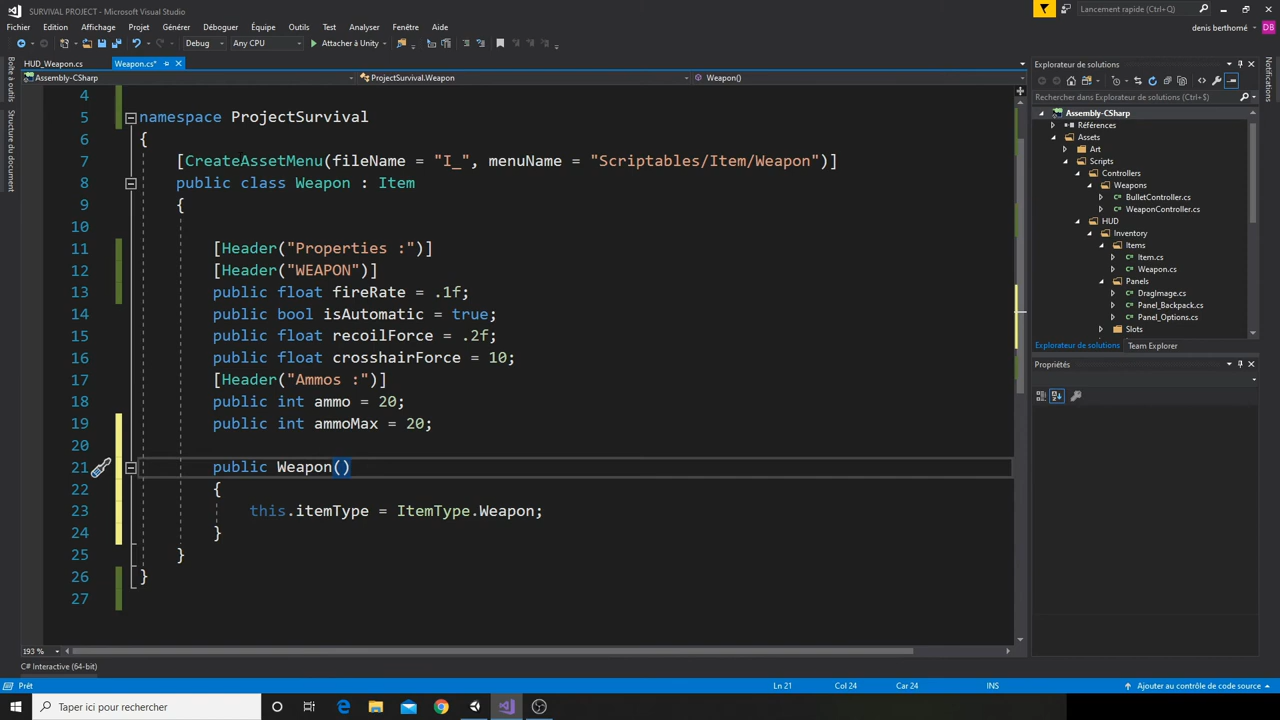 SURVIVAL PROJECT - Microsoft Visual Studio
Lancement rapide (Ctrl+Q)
Fichier Edition Affichage Projet Générer Déboguer Équipe Outils Test Analyser Fenêtre Aide
denis berthomé DB
Debug Any CPU Attacher à Unity
HUD_Weapon.cs Weapon.cs*
Assembly-CSharp ProjectSurvival.Weapon Weapon()
Boîte à outils
Structure du document
4
5 namespace ProjectSurvival
6 {
7 [CreateAssetMenu(fileName = "I_", menuName = "Scriptables/Item/Weapon")]
8 public class Weapon : Item
9 {
10
11 [Header("Properties :")]
12 [Header("WEAPON")]
13 public float fireRate = .1f;
14 public bool isAutomatic = true;
15 public float recoilForce = .2f;
16 public float crosshairForce = 10;
17 [Header("Ammos :")]
18 public int ammo = 20;
19 public int ammoMax = 20;
20
21 public Weapon()
22 {
23 this.itemType = ItemType.Weapon;
24 }
25 }
26 }
27
193 %
C# Interactive (64-bit)
Explorateur de solutions
Rechercher dans Explorateur de solutions (Ctrl+$)
Assembly-CSharp
Références
Assets
Art
Scripts
Controllers
Weapons
BulletController.cs
WeaponController.cs
HUD
Inventory
Items
Item.cs
Weapon.cs
Panels
DragImage.cs
Panel_Backpack.cs
Panel_Options.cs
Slots
Explorateur de solutions Team Explorer
Propriétés
Notifications
Prêt Ln 21 Col 24 Car 24 INS Ajouter au contrôle de code source
Taper ici pour rechercher